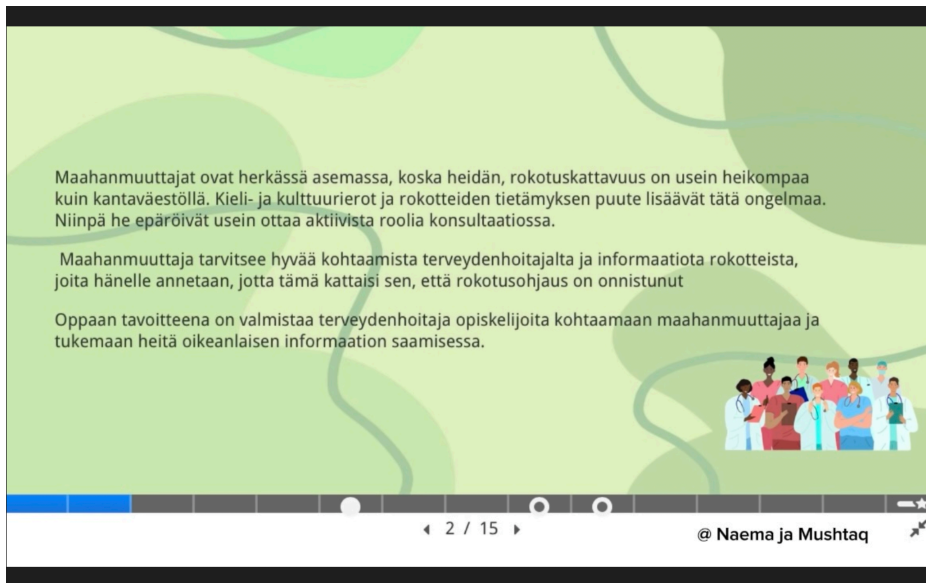 Maahanmuuttajat ovat herkässä asemassa, koska heidän, rokotuskattavuus on usein heikompaa
kuin kantaväestöllä. Kieli- ja kulttuurierot ja rokotteiden tietämyksen puute lisäävät tätä ongelmaa.
Niinpä he epäröivät usein ottaa aktiivista roolia konsultaatiossa.
Maahanmuuttaja tarvitsee hyvää kohtaamista terveydenhoitajalta ja informaatiota rokotteista,
joita hänelle annetaan, jotta tämä kattaisi sen, että rokotusohjaus on onnistunut
Oppaan tavoitteena on valmistaa terveydenhoitaja opiskelijoita kohtaamaan maahanmuuttajaa ja
tukemaan heitä oikeanlaisen informaation saamisessa.
2 / 15
@ Naema ja Mushtaq